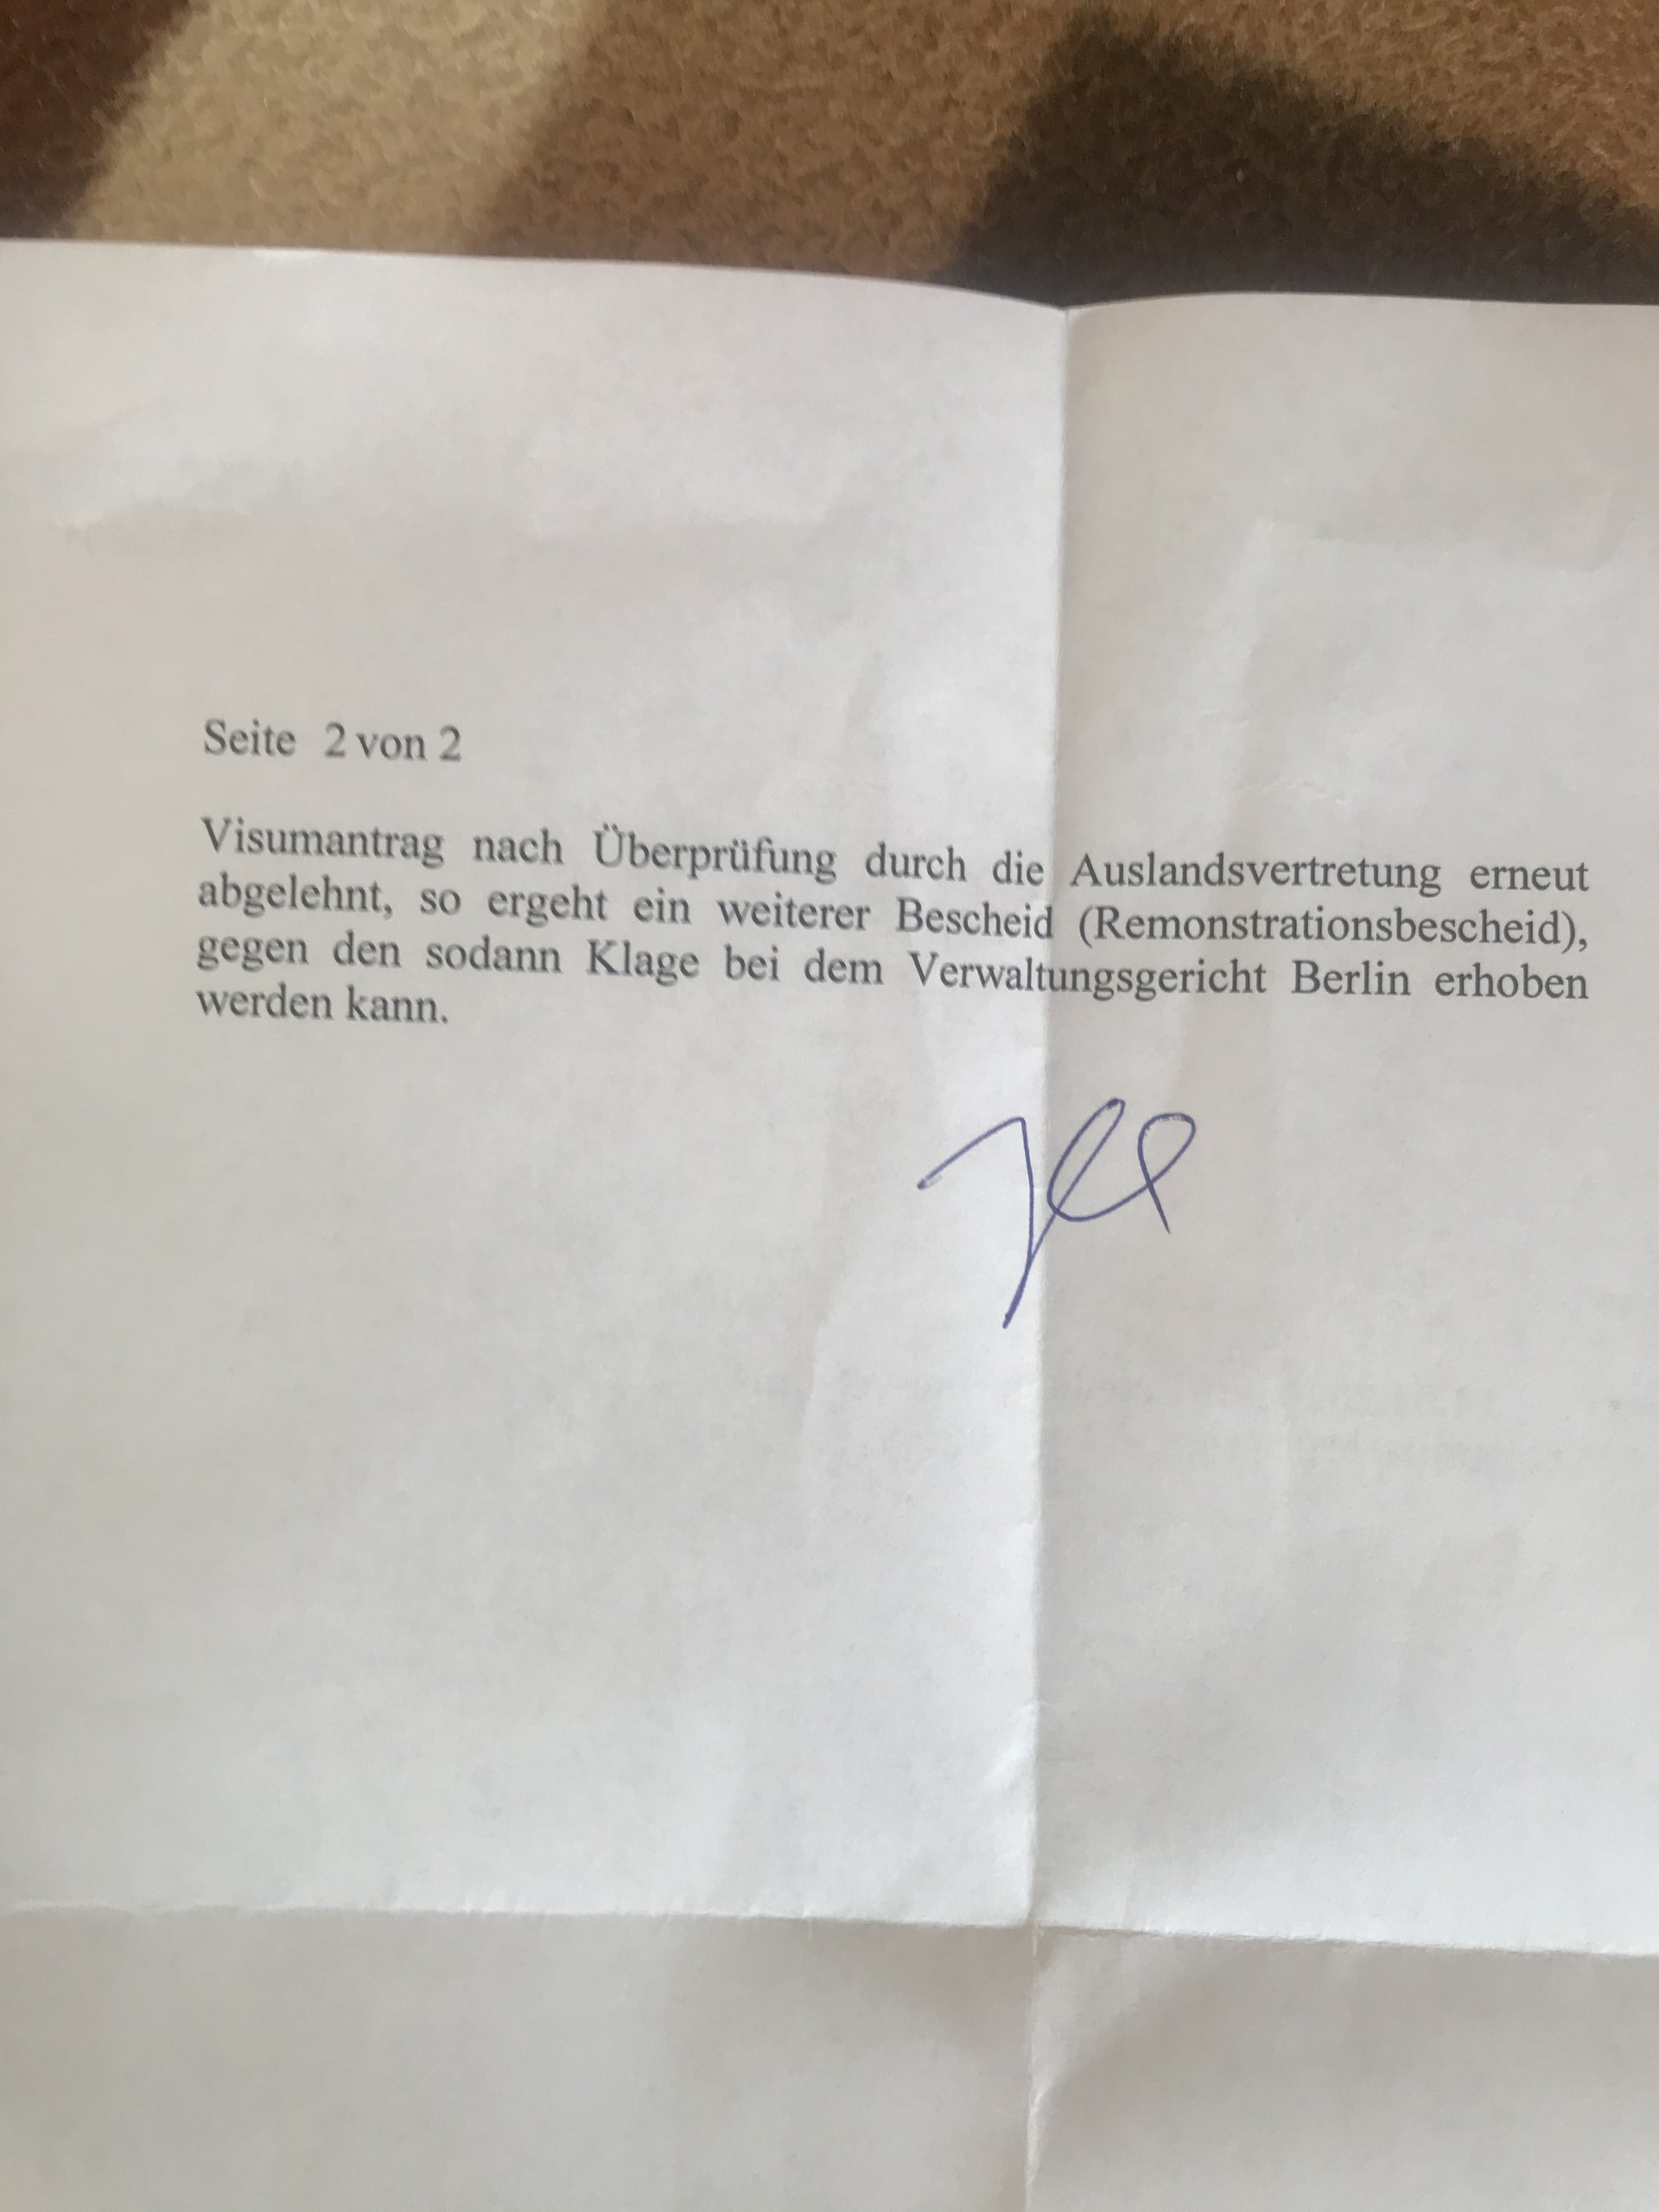 Seite 2 von 2
Visumantrag nach Überprüfung durch die Auslandsvertretung erneut
abgelehnt, so ergeht ein weiterer Bescheid (Remonstrationsbescheid),
gegen den sodann Klage bei dem Verwaltungsgericht Berlin erhoben
werden kann.